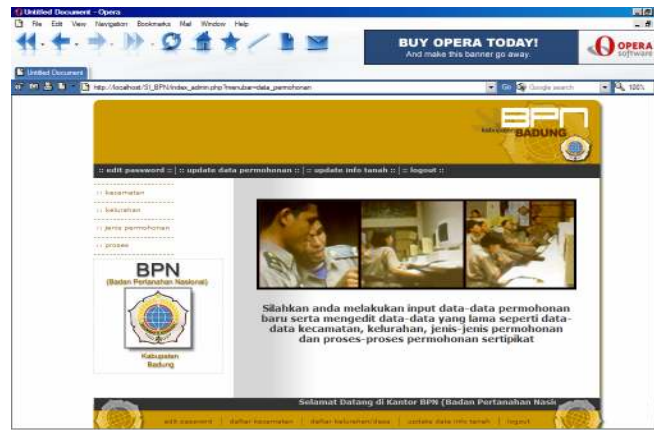 Untitled Document - Opera
File Edit View Navigation Bookmarks Mail Window Help
BUY OPERA TODAY!
And make this banner go away.
OPERA
software
Untitled Document
http://localhost/SI_BPN/index_admin.php?menubar=data_permohonan
Go
Google search
100%
BPN
kabupaten
BADUNG
:: edit password :: | :: update data permohonan :: | :: update info tanah :: | :: logout ::
:: kecamatan
:: kelurahan
:: jenis permohonan
:: proses
BPN
(Badan Pertanahan Nasional)
Kabupaten
Badung
Silahkan anda melakukan input data-data permohonan
baru serta mengedit data-data yang lama seperti data-
data kecamatan, kelurahan, jenis-jenis permohonan
dan proses-proses permohonan sertipikat
Selamat Datang di Kantor BPN (Badan Pertanahan Nasi
edit password | daftar kecamatan | daftar kelurahan/desa | update data info tanah | logout